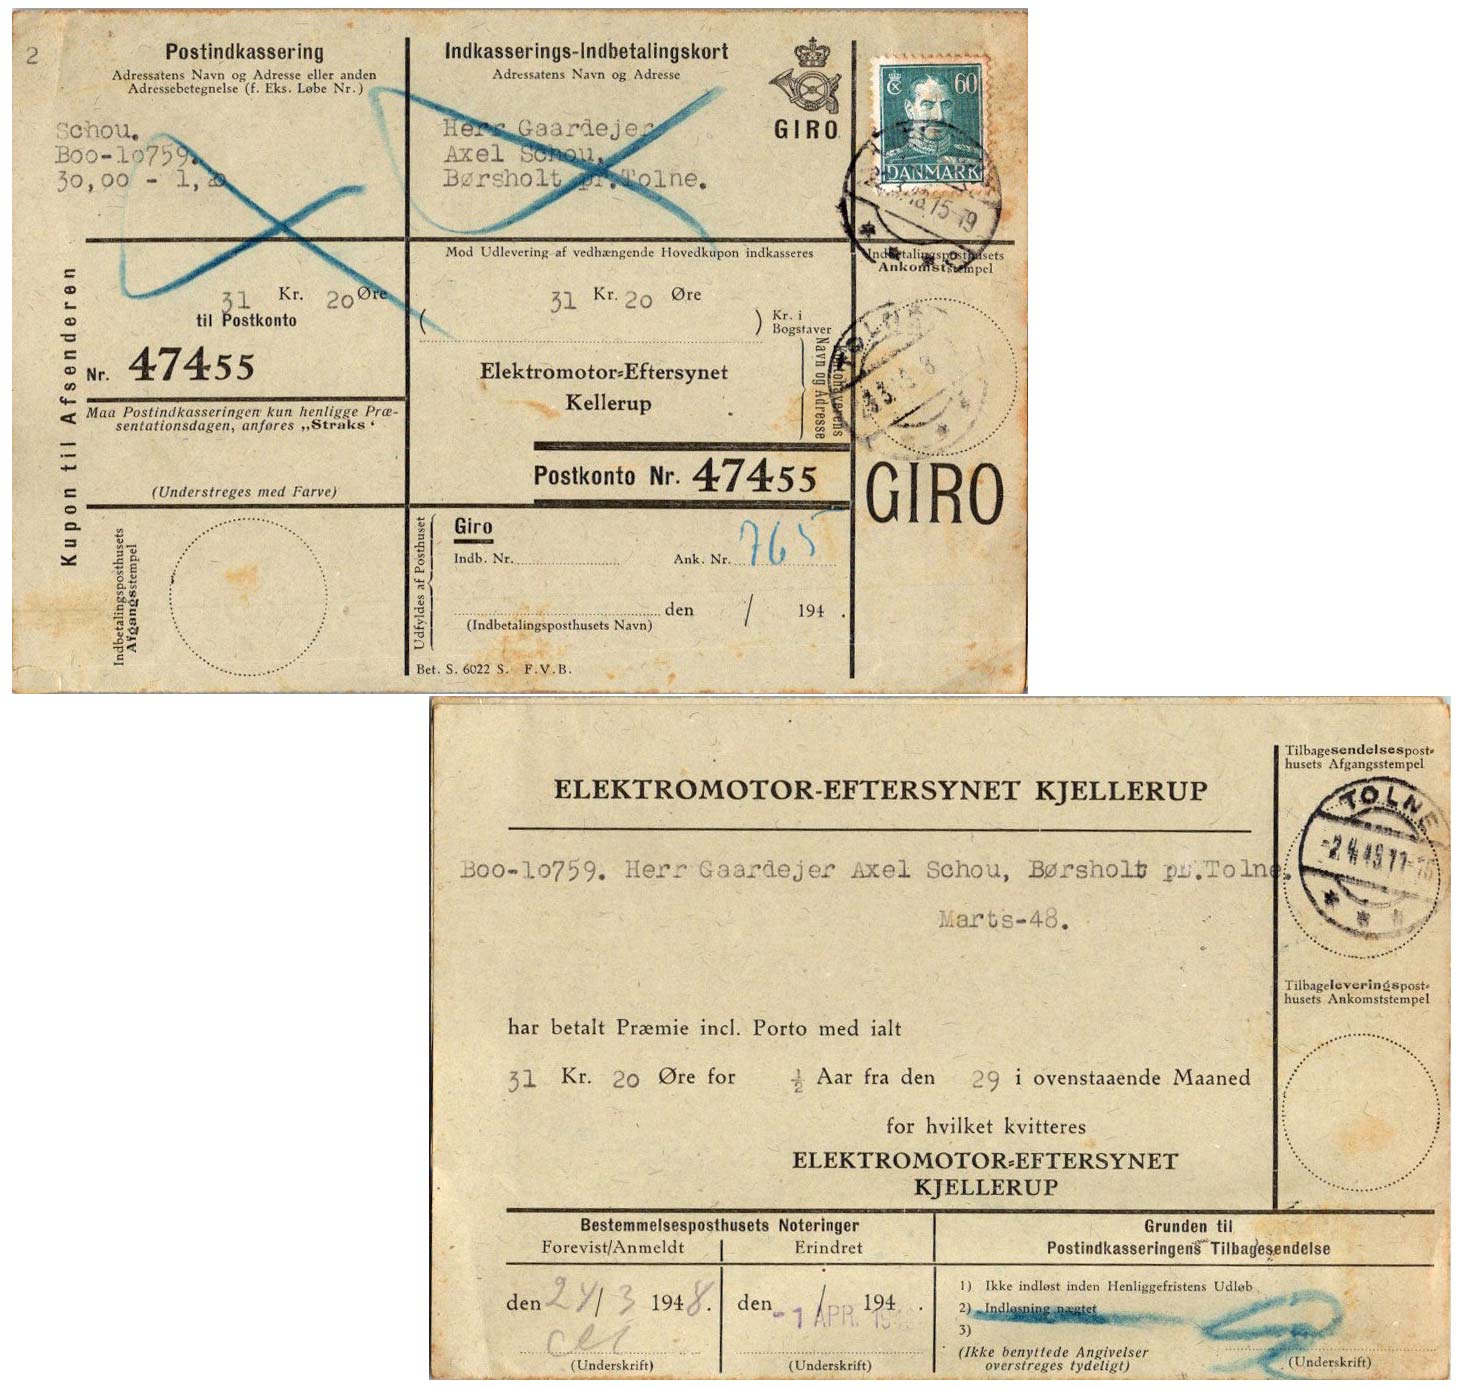 2
Postindkassering
Adressatens Navn og Adresse eller anden
Adressebetegnelse (f. Eks. Løbe Nr.)
Schou.
Boo-10759.
30,00 - 1,20
31 Kr. 20 Øre
til Postkonto
Nr. 47455
Maa Postindkasseringen kun henligge Præ-
sentationsdagen, anføres „Straks‘
(Understreges med Farve)
Kupon til Afsenderen
Indbetalingsposthusets
Afgangsstempel
Indkasserings-Indbetalingskort
Adressatens Navn og Adresse
GIRO
Herr Gaardejer
Axel Schou,
Børsholt pr.Tolne.
Mod Udlevering af vedhængende Hovedkupon indkasseres
31 Kr. 20 Øre
( ) Kr. i
Bogstaver
Elektromotor-Eftersynet
Kellerup
Navn og Adresse
Postkonto Nr. 47455
Udfyldes af Posthuset
Giro
Indb. Nr.
Ank. Nr. 765
den / 194 .
(Indbetalingsposthusets Navn)
Bet. S. 6022 S. F.V.B.
60
DANMARK
15-19
Indbetalingsposthusets
Ankomststempel
TOLNE
GIRO
ELEKTROMOTOR-EFTERSYNET KJELLERUP
Boo-10759. Herr Gaardejer Axel Schou, Børsholt pr.Tolne.
Marts-48.
har betalt Præmie incl. Porto med ialt
31 Kr. 20 Øre for ½ Aar fra den 29 i ovenstaaende Maaned
for hvilket kvitteres
ELEKTROMOTOR-EFTERSYNET
KJELLERUP
Tilbagesendelsespost-
husets Afgangsstempel
TOLNE
Tilbageleveringspost-
husets Ankomststempel
Bestemmelsesposthusets Noteringer
Forevist/Anmeldt
Erindret
den 24/3 1948.
(Underskrift)
den / 194 .
-1 APR. 19
(Underskrift)
Grunden til
Postindkasseringens Tilbagesendelse
1) Ikke indløst inden Henliggefristens Udløb
2) Indløsning nægtet
3)
(Ikke benyttede Angivelser
overstreges tydeligt)
(Underskrift)